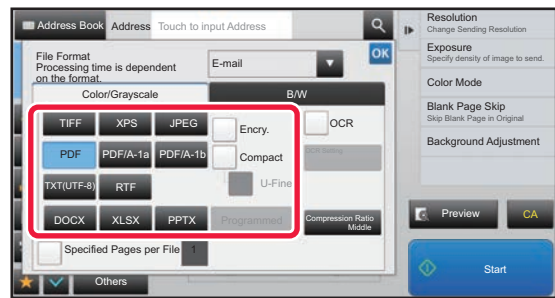 Address Book Address Touch to input Address
File Format
Processing time is dependent
on the format.
E-mail
OK
Color/Grayscale B/W
TIFF XPS JPEG Encry. OCR
PDF PDF/A-1a PDF/A-1b Compact
TXT(UTF-8) RTF U-Fine
DOCX XLSX PPTX Programmed Compression Ratio
Middle
Specified Pages per File 1
Others
Resolution
Change Sending Resolution
Exposure
Specify density of image to send.
Color Mode
Blank Page Skip
Skip Blank Page in Original
Background Adjustment
Preview CA
Start